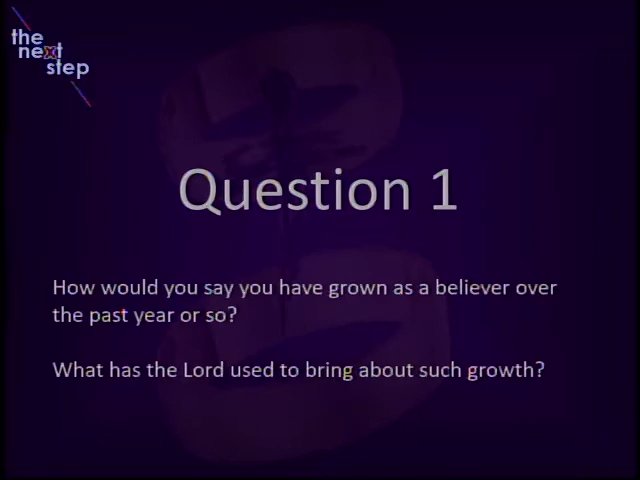 the
next
step
Question 1
How would you say you have grown as a believer over
the past year or so?
What has the Lord used to bring about such growth?